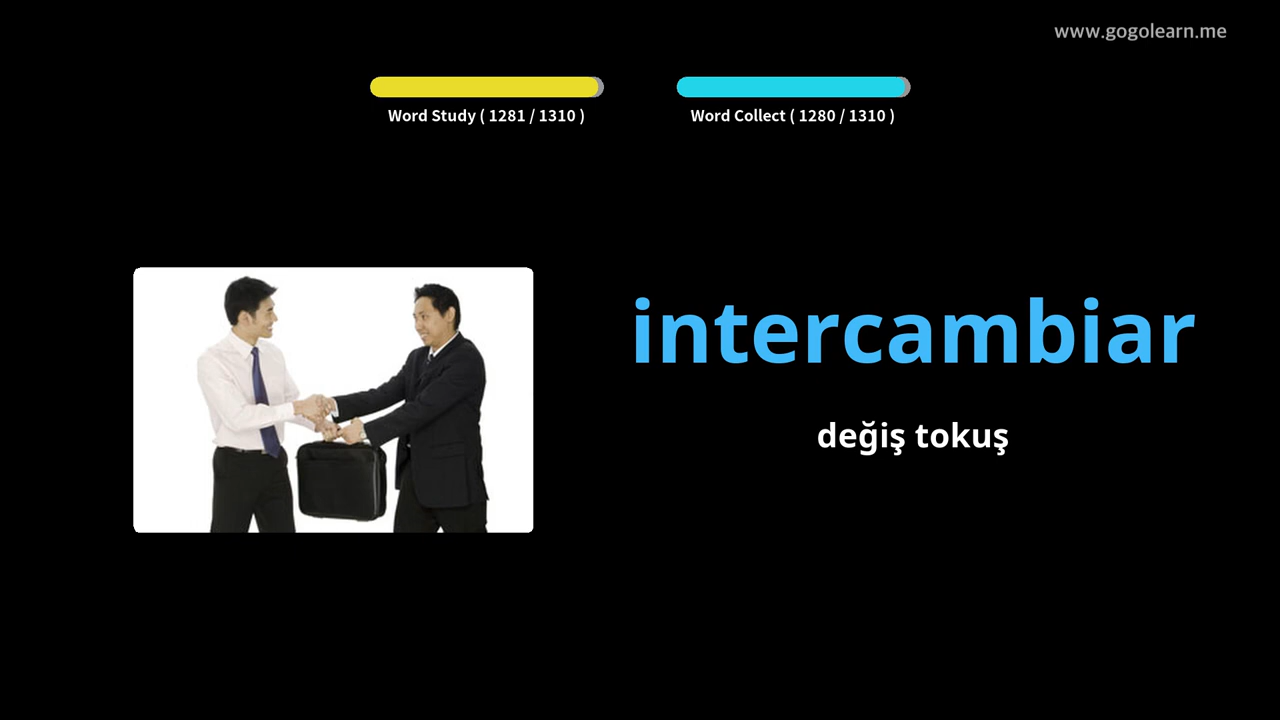 www.gogolearn.me
Word Study ( 1281 / 1310 )
Word Collect ( 1280 / 1310 )
intercambiar
değiş tokuş